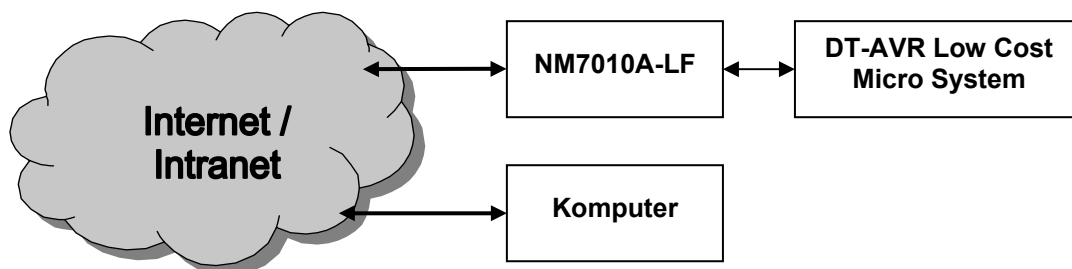 Internet /
Intranet
NM7010A-LF
DT-AVR Low Cost
Micro System
Komputer